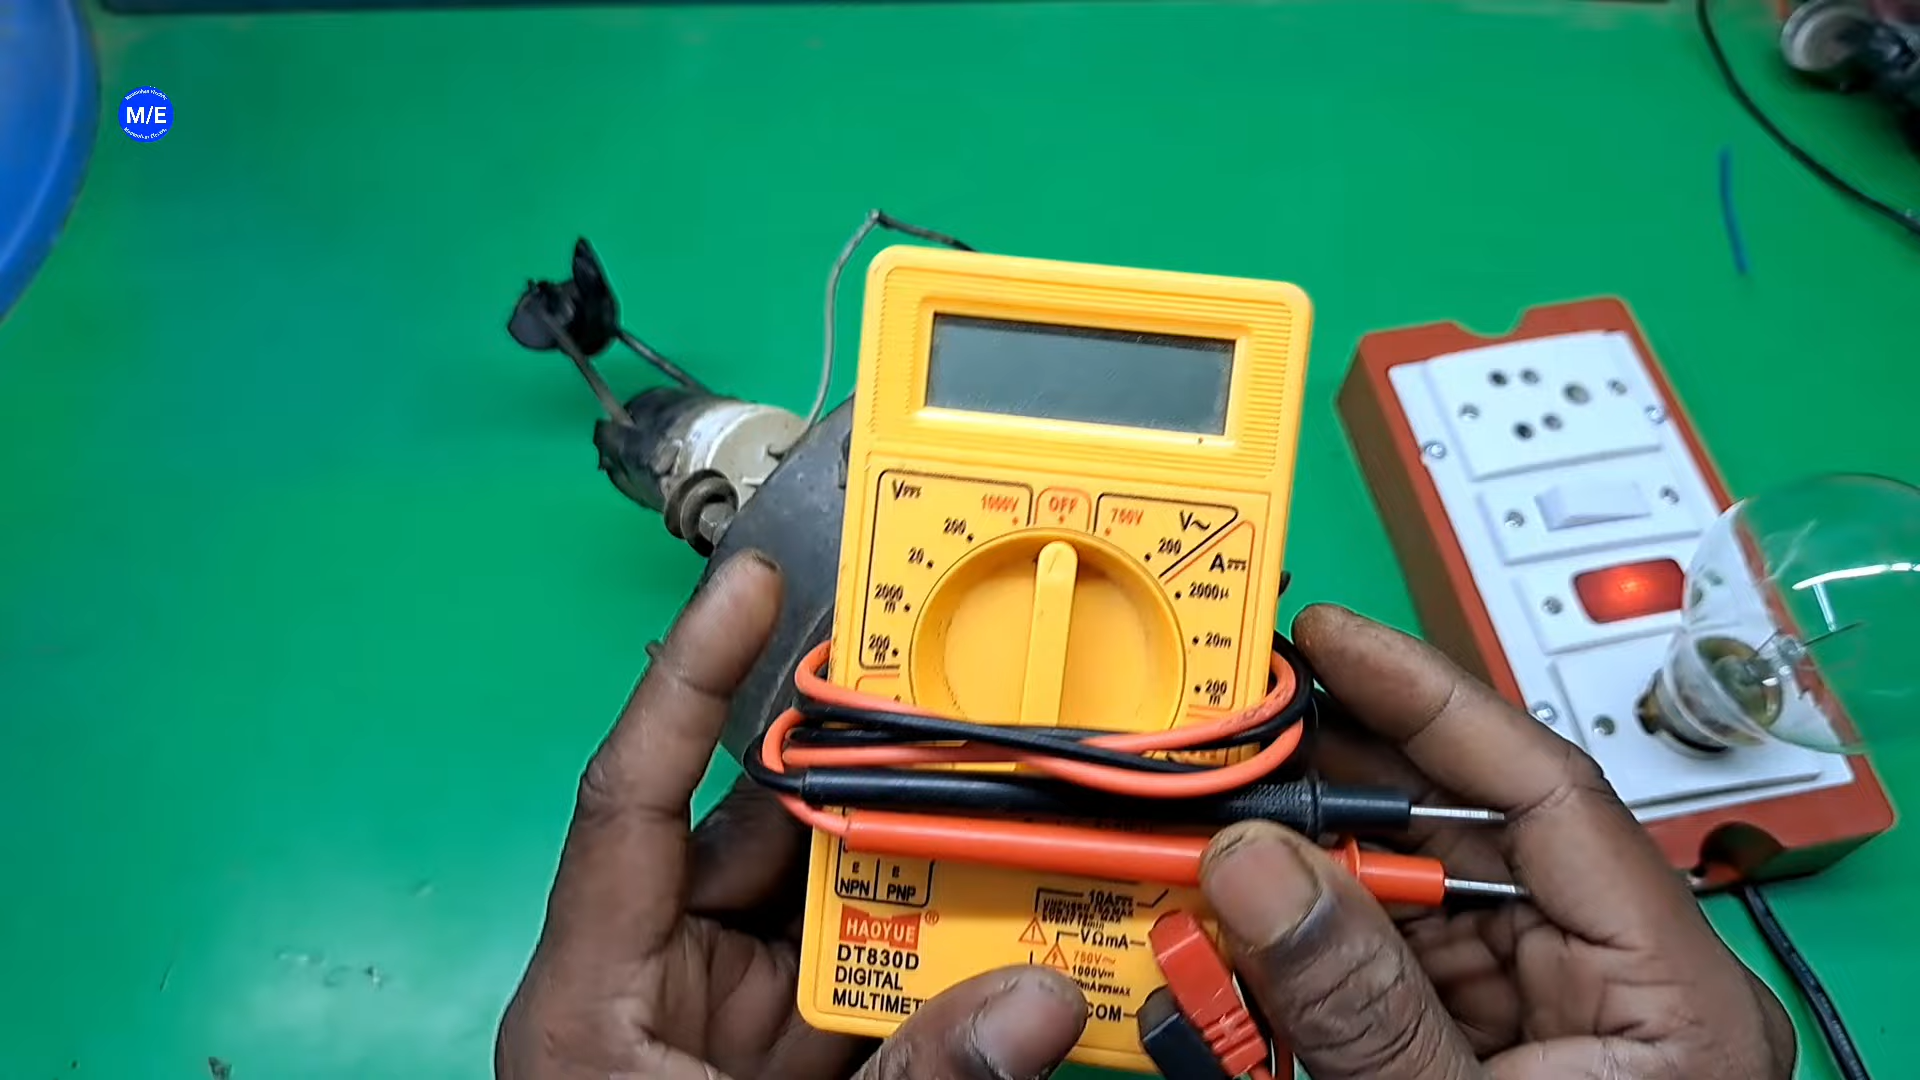 M/E
V
1000V
OFF
750V
V~
200
200
A
20
2000µ
2000
m
20m
200
m
200
m
E
E
NPN
PNP
10A
HAOYUE®
VΩmA
DT830D
750V~
DIGITAL
1000V
MULTIMET
COM